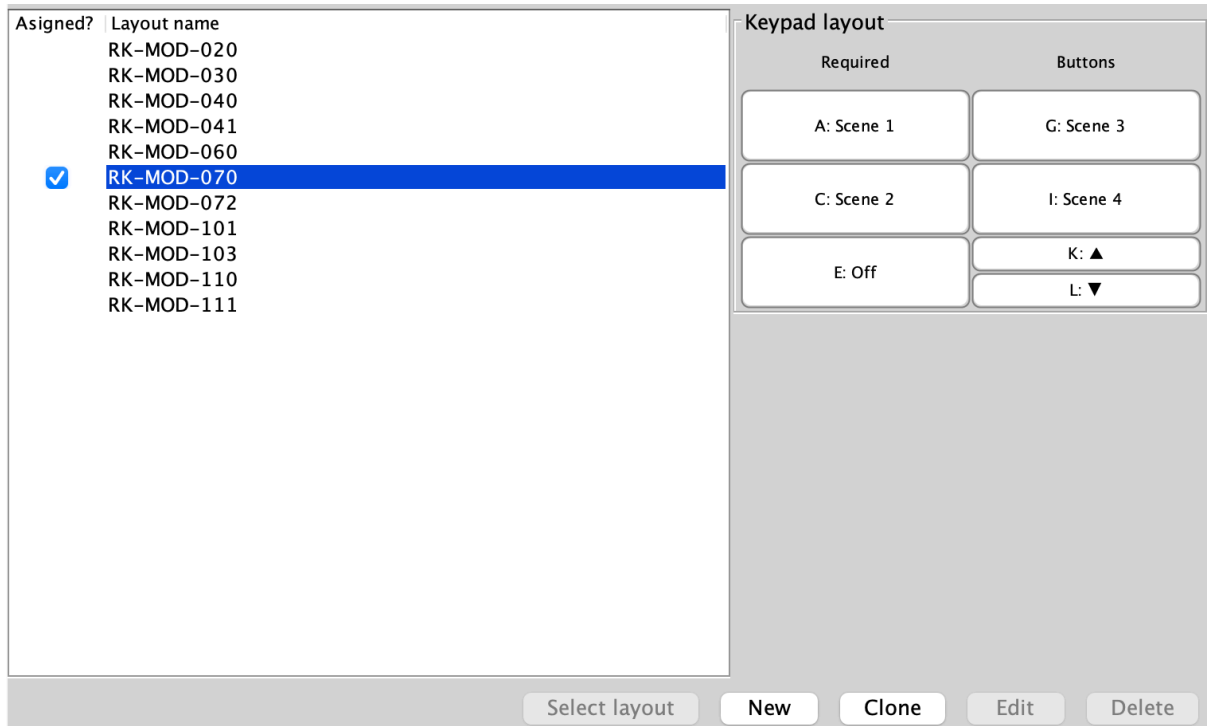 Asigned? Layout name
RK-MOD-020
RK-MOD-030
RK-MOD-040
RK-MOD-041
RK-MOD-060
RK-MOD-070
RK-MOD-072
RK-MOD-101
RK-MOD-103
RK-MOD-110
RK-MOD-111
Keypad layout
Required Buttons
A: Scene 1 G: Scene 3
C: Scene 2 I: Scene 4
E: Off
K: ▲
L: ▼
Select layout New Clone Edit Delete